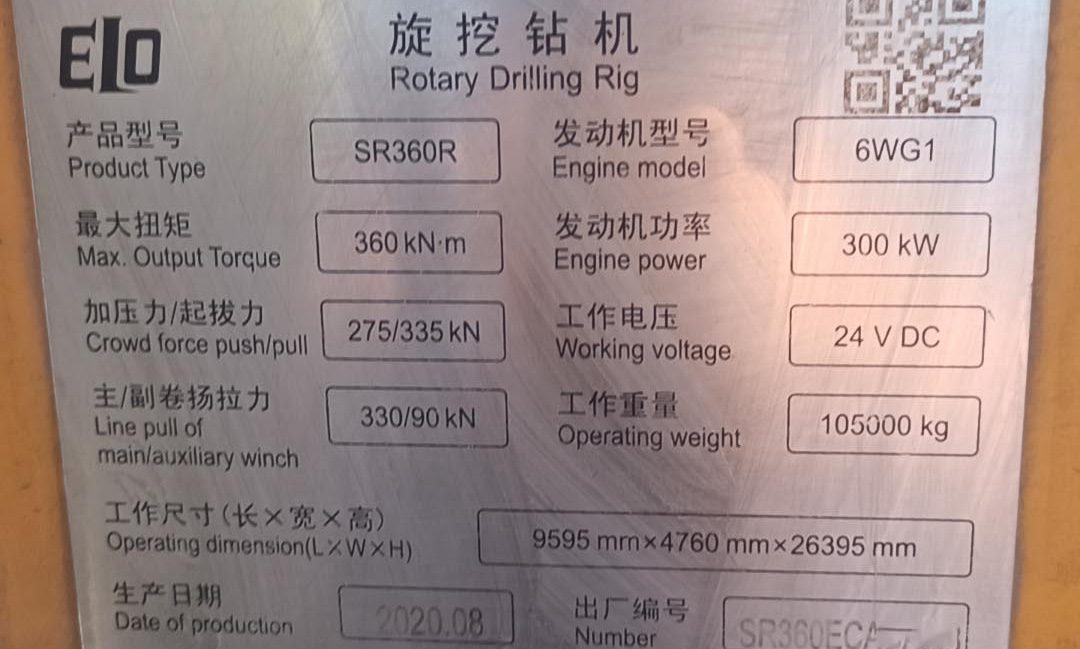 ELO
旋挖钻机
Rotary Drilling Rig
产品型号
Product Type
SR360R
发动机型号
Engine model
6WG1
最大扭矩
Max. Output Torque
360 kN·m
发动机功率
Engine power
300 kW
加压力/起拔力
Crowd force push/pull
275/335 kN
工作电压
Working voltage
24 V DC
主/副卷扬拉力
Line pull of
main/auxiliary winch
330/90 kN
工作重量
Operating weight
105000 kg
工作尺寸(长×宽×高)
Operating dimension(L×W×H)
9595 mm×4760 mm×26395 mm
生产日期
Date of production
2020.08
出厂编号
Number